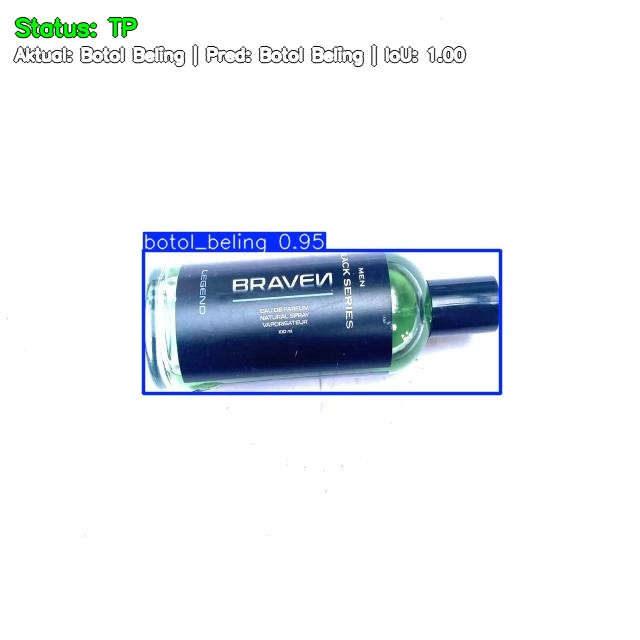 Status: TP
Aktual: Botol Beling | Pred: Botol Beling | IoU: 1.00
botol_beling 0.95
LEGEND
BRAVEN
EAU DE PARFUM
NATURAL SPRAY
VAPORISATEUR
100 ml
MEN
LACK SERIES